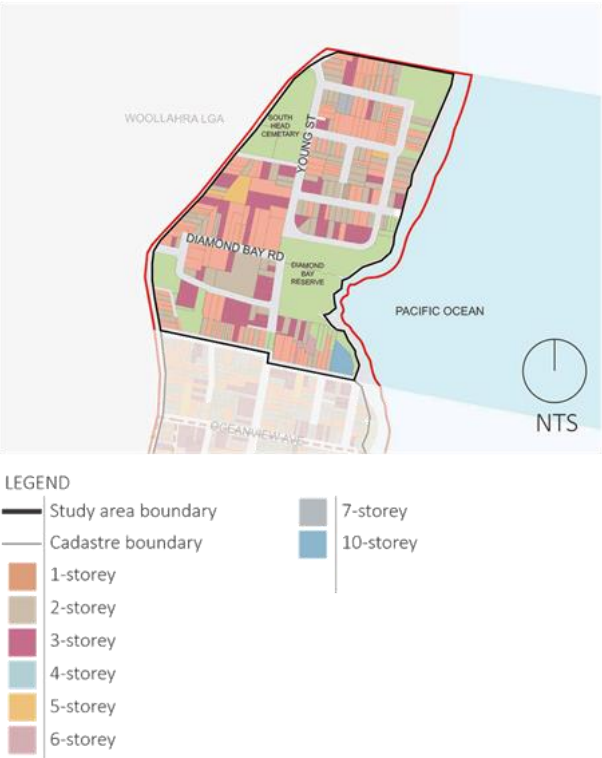 WOOLLAHRA LGA
SOUTH
HEAD
CEMETARY
YOUNG ST
DIAMOND BAY RD
DIAMOND
BAY
RESERVE
PACIFIC OCEAN
OCEANVIEW AVE
NTS
LEGEND
Study area boundary
Cadastre boundary
1-storey
2-storey
3-storey
4-storey
5-storey
6-storey
7-storey
10-storey